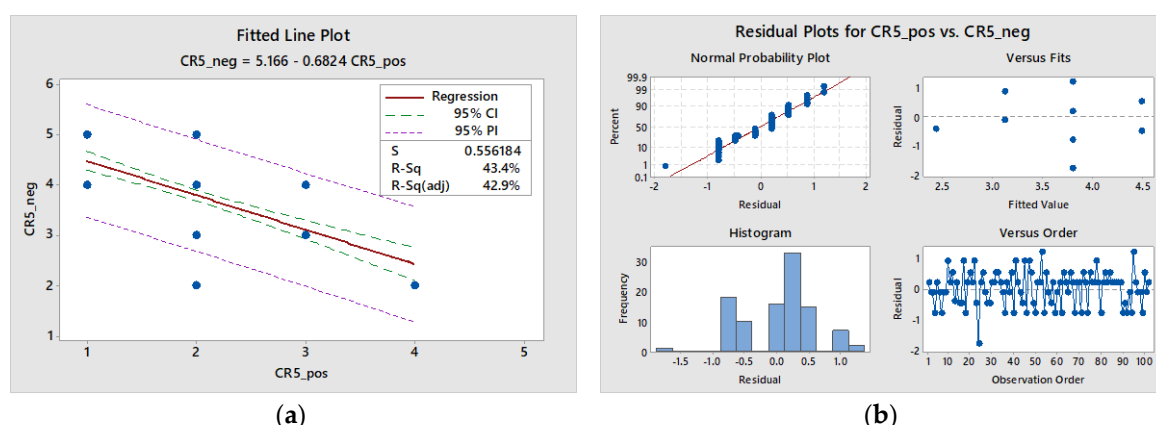 Fitted Line Plot
CR5_neg = 5.166 - 0.6824 CR5_pos
6
5
4
3
2
1
CR5_neg
1 2 3 4 5
CR5_pos
Regression
95% CI
95% PI
S 0.556184
R-Sq 43.4%
R-Sq(adj) 42.9%
(a)
Residual Plots for CR5_pos vs. CR5_neg
Normal Probability Plot
99.9
99
90
50
10
1
0.1
Percent
-2 -1 0 1 2
Residual
Versus Fits
1
0
-1
-2
Residual
2.5 3.0 3.5 4.0 4.5
Fitted Value
Histogram
30
20
10
0
Frequency
-1.5 -1.0 -0.5 0.0 0.5 1.0
Residual
Versus Order
1
0
-1
-2
Residual
1 10 20 30 40 50 60 70 80 90 100
Observation Order
(b)